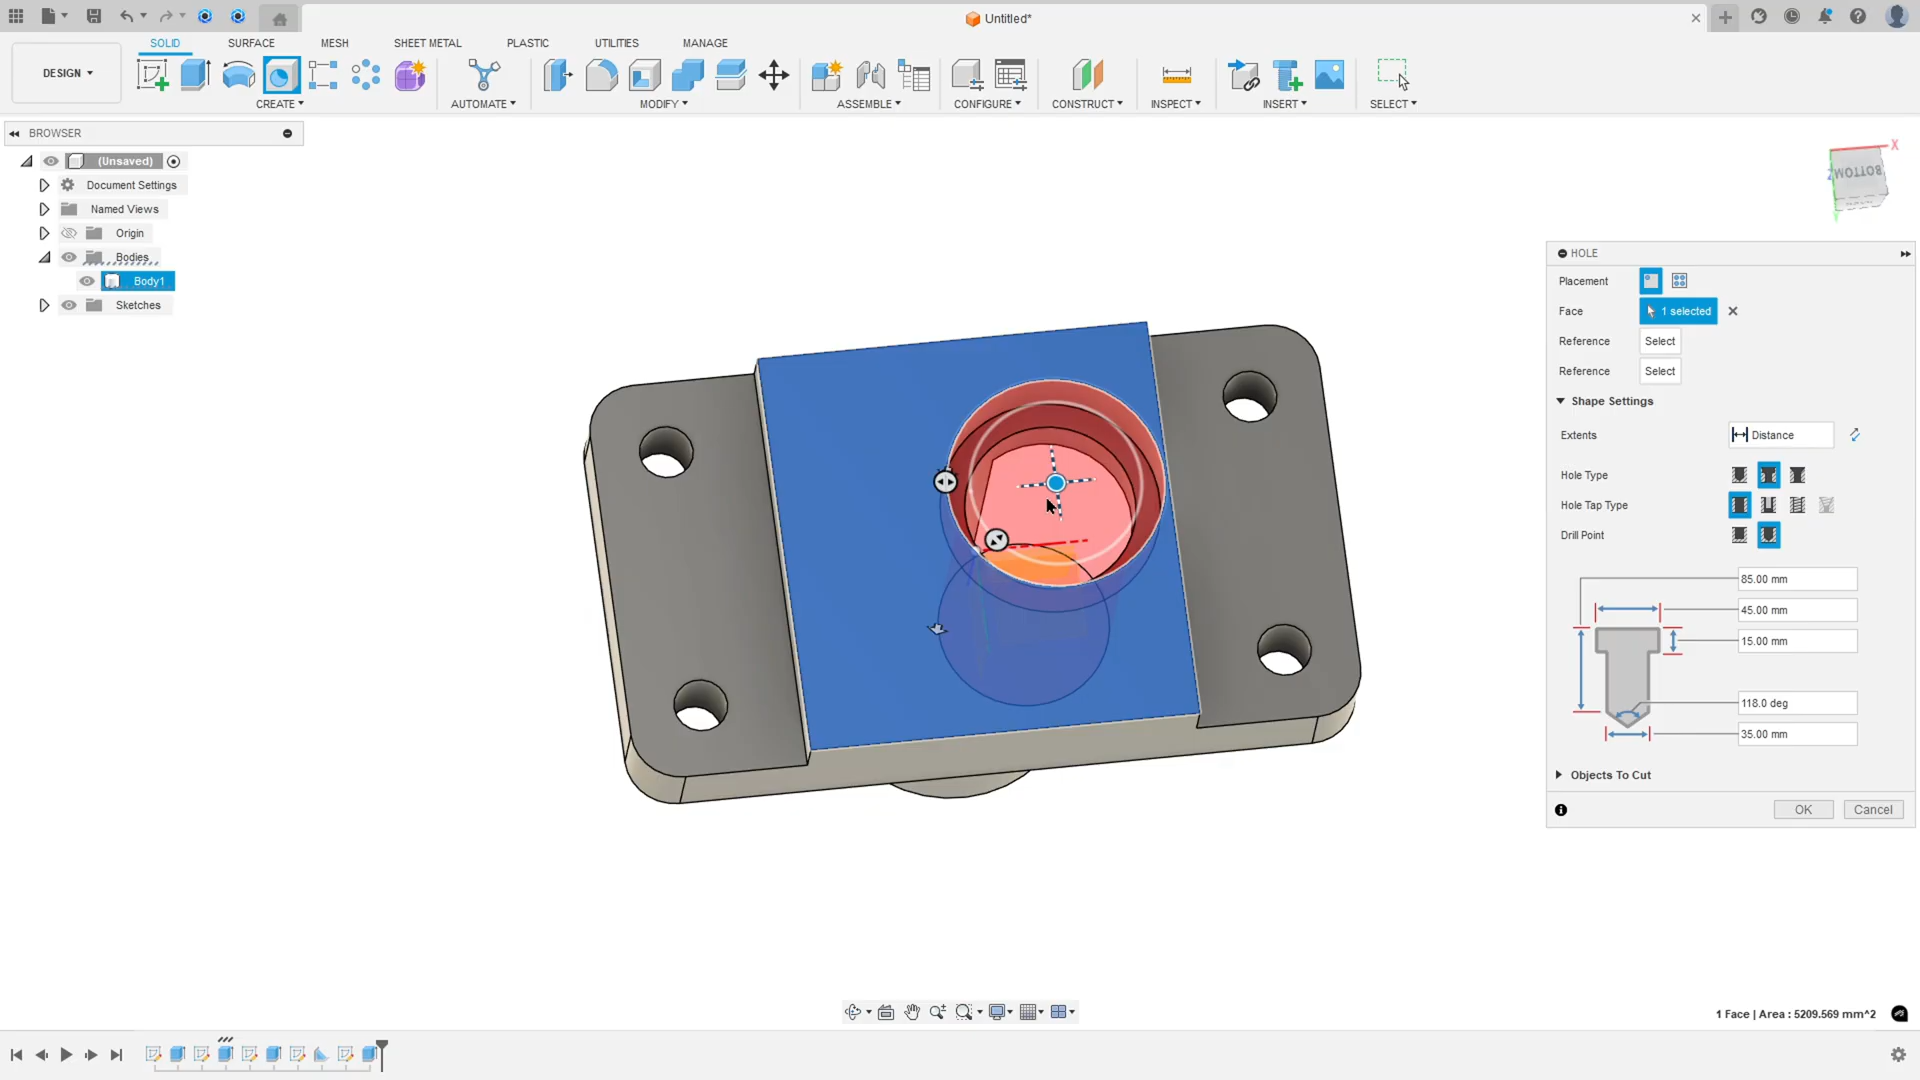 Untitled*
DESIGN
SOLID
SURFACE
MESH
SHEET METAL
PLASTIC
UTILITIES
MANAGE
CREATE
AUTOMATE
MODIFY
ASSEMBLE
CONFIGURE
CONSTRUCT
INSPECT
INSERT
SELECT
BROWSER
(Unsaved)
Document Settings
Named Views
Origin
Bodies
Body1
Sketches
X
BOTTOM
HOLE
Placement
Face
1 selected
Reference
Select
Reference
Select
Shape Settings
Extents
Distance
Hole Type
Hole Tap Type
Drill Point
85.00 mm
45.00 mm
15.00 mm
118.0 deg
35.00 mm
Objects To Cut
OK
Cancel
1 Face | Area : 5209.569 mm^2